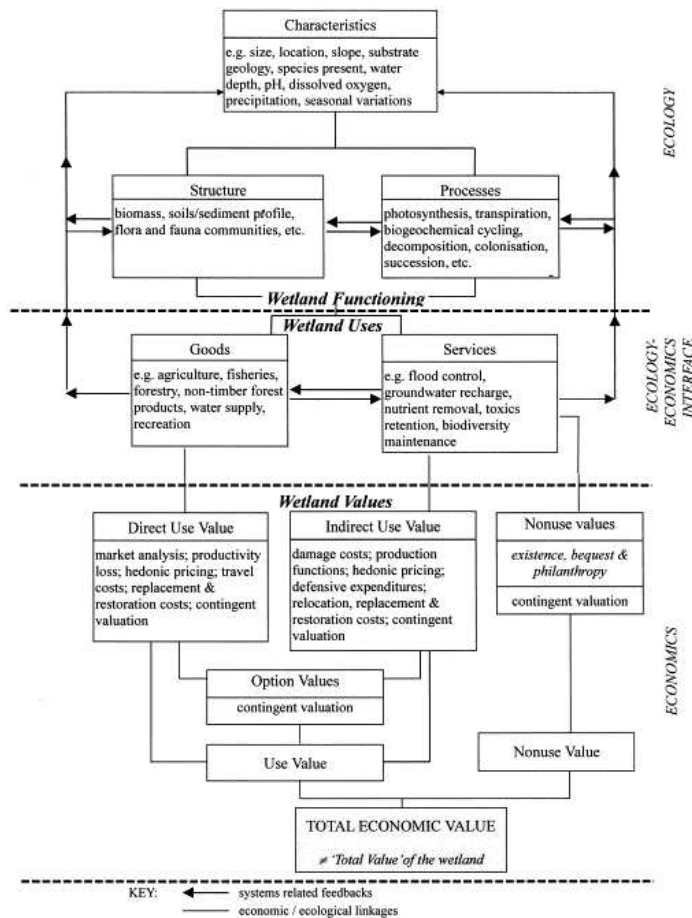 Characteristics
e.g. size, location, slope, substrate
geology, species present, water
depth, pH, dissolved oxygen,
precipitation, seasonal variations
ECOLOGY
Structure
biomass, soils/sediment profile,
flora and fauna communities, etc.
Processes
photosynthesis, transpiration,
biogeochemical cycling,
decomposition, colonisation,
succession, etc.
Wetland Functioning
Wetland Uses
Goods
e.g. agriculture, fisheries,
forestry, non-timber forest
products, water supply,
recreation
Services
e.g. flood control,
groundwater recharge,
nutrient removal, toxics
retention, biodiversity
maintenance
ECOLOGY-
ECONOMICS
INTERFACE
Wetland Values
Direct Use Value
market analysis; productivity
loss; hedonic pricing; travel
costs; replacement &
restoration costs; contingent
valuation
Indirect Use Value
damage costs; production
functions; hedonic pricing;
defensive expenditures;
relocation, replacement &
restoration costs; contingent
valuation
Nonuse values
existence, bequest &
philanthropy
contingent valuation
ECONOMICS
Option Values
contingent valuation
Use Value
Nonuse Value
TOTAL ECONOMIC VALUE
≠ 'Total Value' of the wetland
KEY:
systems related feedbacks
economic / ecological linkages